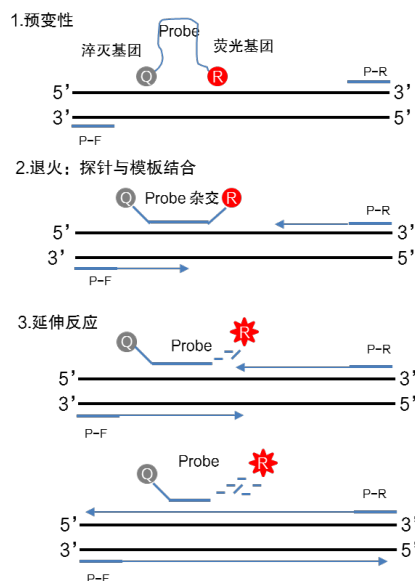 1.预变性
淬灭基团 Probe 荧光基团
Q R P-R
5’ 3’
3’ 5’
P-F
2.退火：探针与模板结合
Q Probe 杂交 R P-R
5’ 3’
3’ 5’
P-F
3.延伸反应
Q Probe R P-R
5’ 3’
3’ 5’
P-F
Probe R
Q P-R
5’ 3’
3’ 5’
P-F